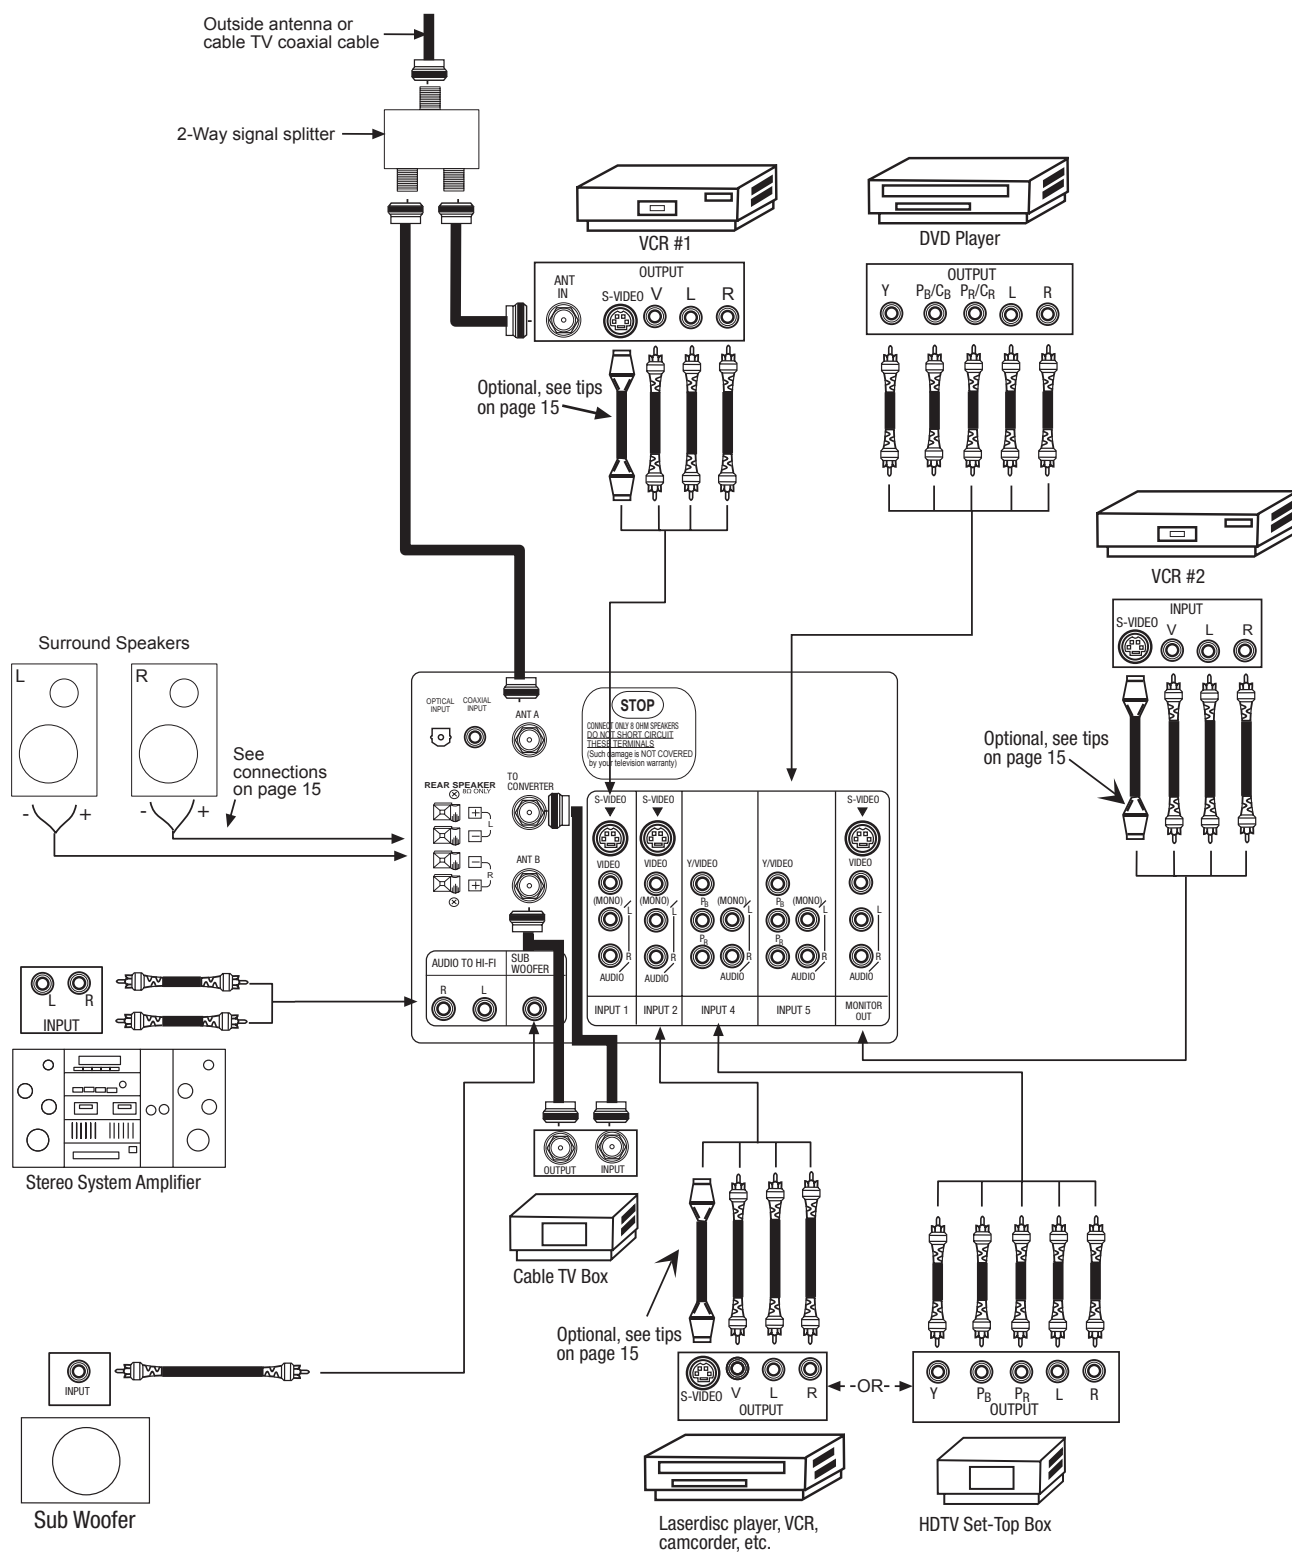 Outside antenna or
cable TV coaxial cable
2-Way signal splitter
VCR #1
OUTPUT
ANT
IN
S-VIDEO V L R
Optional, see tips
on page 15
DVD Player
OUTPUT
Y PB/CB PR/CR L R
VCR #2
INPUT
S-VIDEO V L R
Optional, see tips
on page 15
Surround Speakers
L R
- + - +
See
connections
on page 15
OPTICAL
INPUT
COAXIAL
INPUT
ANT A
STOP
CONNECT ONLY 8 OHM SPEAKERS
DO NOT SHORT CIRCUIT
THESE TERMINALS
(Such damage is NOT COVERED
by your television warranty)
REAR SPEAKER
8Ω ONLY
+
-
L
-
+
R
TO
CONVERTER
ANT B
S-VIDEO
VIDEO
(MONO) L
R
AUDIO
INPUT 1
S-VIDEO
VIDEO
(MONO) L
R
AUDIO
INPUT 2
Y/VIDEO
PB (MONO) L
PR R
AUDIO
INPUT 4
Y/VIDEO
PB (MONO) L
PR R
AUDIO
INPUT 5
S-VIDEO
VIDEO
L
R
AUDIO
MONITOR
OUT
AUDIO TO HI-FI
R L
SUB
WOOFER
L R
INPUT
Stereo System Amplifier
OUTPUT INPUT
Cable TV Box
INPUT
Sub Woofer
Optional, see tips
on page 15
S-VIDEO V L R
OUTPUT
-OR-
Y PB PR L R
OUTPUT
Laserdisc player, VCR,
camcorder, etc.
HDTV Set-Top Box